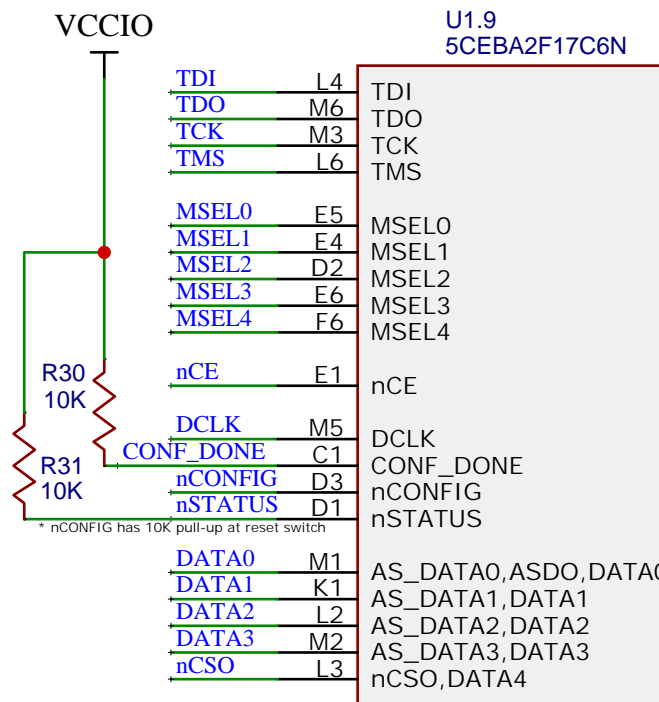 VCCIO
U1.9
5CEBA2F17C6N
TDI L4 TDI
TDO M6 TDO
TCK M3 TCK
TMS L6 TMS
MSEL0 E5 MSEL0
MSEL1 E4 MSEL1
MSEL2 D2 MSEL2
MSEL3 E6 MSEL3
MSEL4 F6 MSEL4
R30
10K
nCE E1 nCE
DCLK M5 DCLK
CONF_DONE C1 CONF_DONE
R31
10K
nCONFIG D3 nCONFIG
nSTATUS D1 nSTATUS
* nCONFIG has 10K pull-up at reset switch
DATA0 M1 AS_DATA0,ASDO,DATA0
DATA1 K1 AS_DATA1,DATA1
DATA2 L2 AS_DATA2,DATA2
DATA3 M2 AS_DATA3,DATA3
nCSO L3 nCSO,DATA4